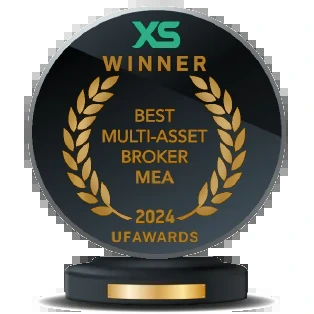 XS
WINNER
BEST
MULTI-ASSET
BROKER
MEA
2024
UFAWARDS